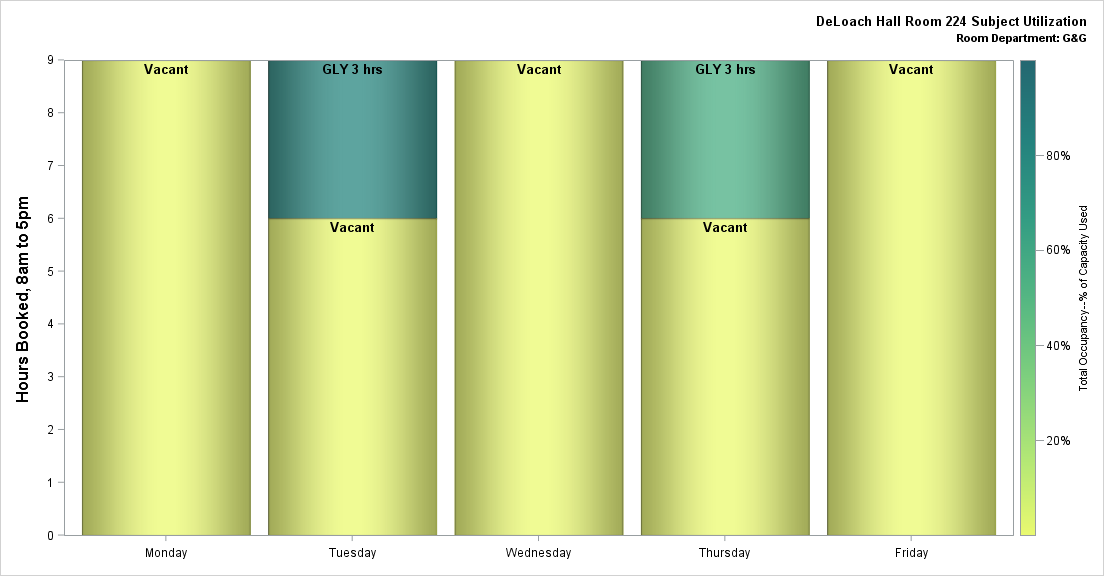 DeLoach Hall Room 224 Subject Utilization
Room Department: G&G
Hours Booked, 8am to 5pm
9
8
7
6
5
4
3
2
1
0
Vacant
GLY 3 hrs
Vacant
Vacant
GLY 3 hrs
Vacant
Vacant
Monday
Tuesday
Wednesday
Thursday
Friday
80%
60%
40%
20%
Total Occupancy--% of Capacity Used